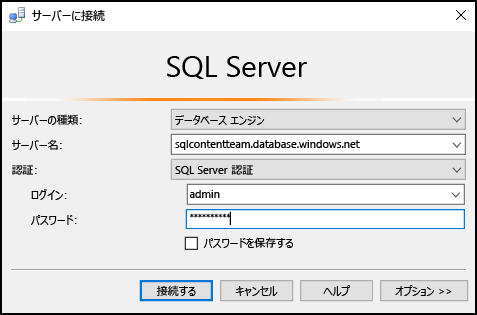 サーバーに接続
SQL Server
サーバーの種類: データベース エンジン
サーバー名: sqlcontentteam.database.windows.net
認証: SQL Server 認証
ログイン: admin
パスワード: **********
パスワードを保存する
接続する キャンセル ヘルプ オプション >>